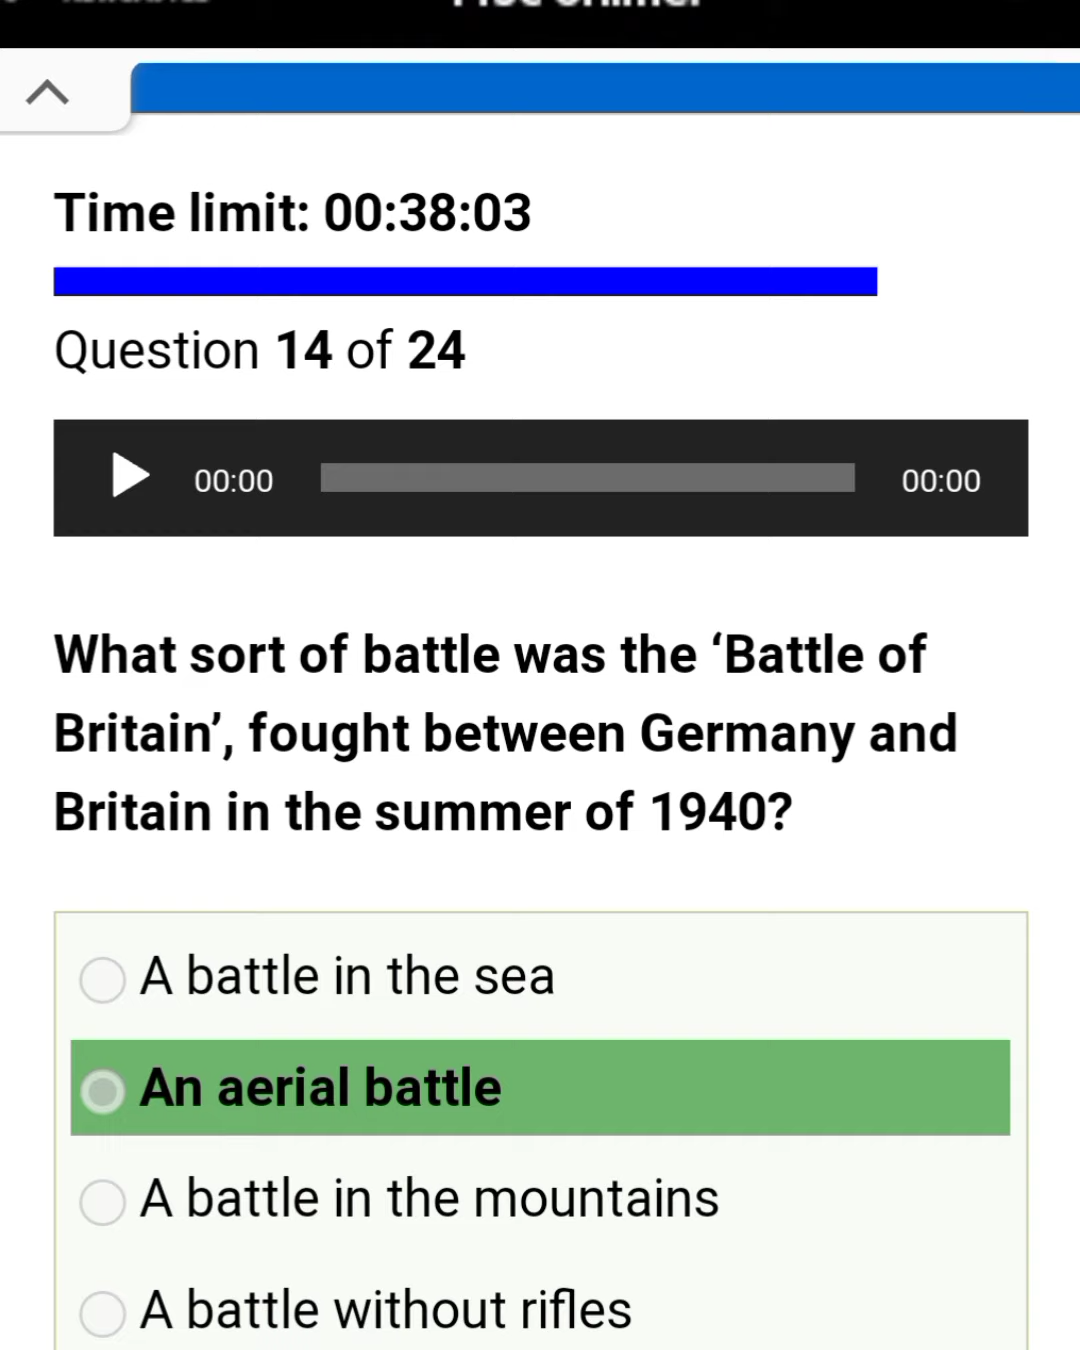 Time limit: 00:38:03
Question 14 of 24
00:00 00:00
What sort of battle was the ‘Battle of
Britain’, fought between Germany and
Britain in the summer of 1940?
A battle in the sea
An aerial battle
A battle in the mountains
A battle without rifles